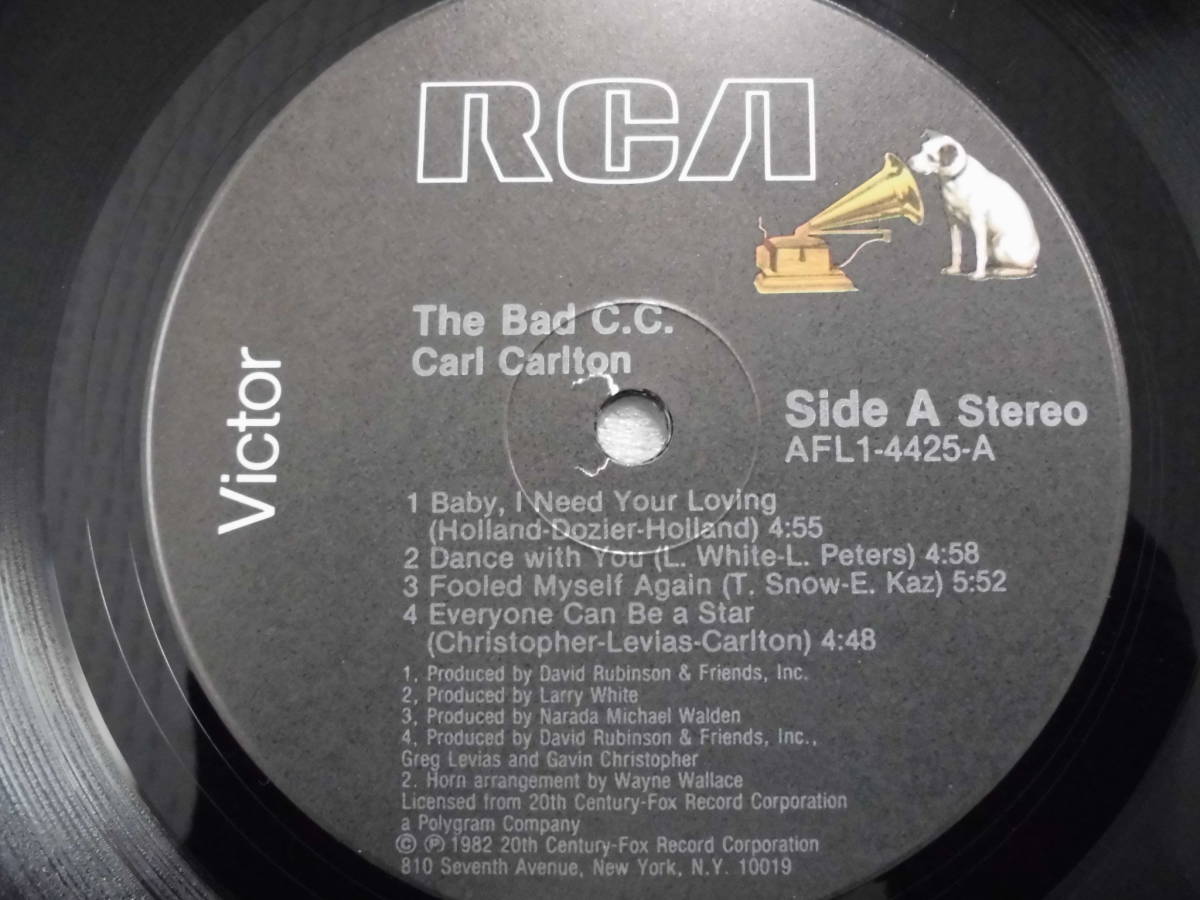 RCA
Victor
The Bad C.C.
Carl Carlton
Side A Stereo
AFL1-4425-A
1 Baby, I Need Your Loving
(Holland-Dozier-Holland) 4:55
2 Dance with You (L. White-L. Peters) 4:58
3 Fooled Myself Again (T. Snow-E. Kaz) 5:52
4 Everyone Can Be a Star
(Christopher-Levias-Carlton) 4:48
1, Produced by David Rubinson & Friends, Inc.
2, Produced by Larry White
3, Produced by Narada Michael Walden
4, Produced by David Rubinson & Friends, Inc.,
Greg Levias and Gavin Christopher
2. Horn arrangement by Wayne Wallace
Licensed from 20th Century-Fox Record Corporation
a Polygram Company
© ℗ 1982 20th Century-Fox Record Corporation
810 Seventh Avenue, New York, N.Y. 10019